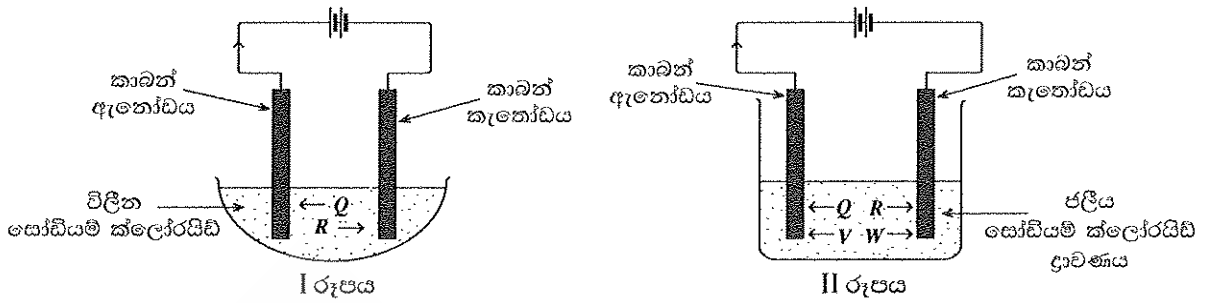 කාබන්
ඇනෝඩය
කාබන්
කැතෝඩය
විලීන
සෝඩියම් ක්ලෝරයිඩ්
Q
R
I රූපය
කාබන්
ඇනෝඩය
කාබන්
කැතෝඩය
Q R
V W
ජලීය
සෝඩියම් ක්ලෝරයිඩ්
ද්‍රාවණය
II රූපය